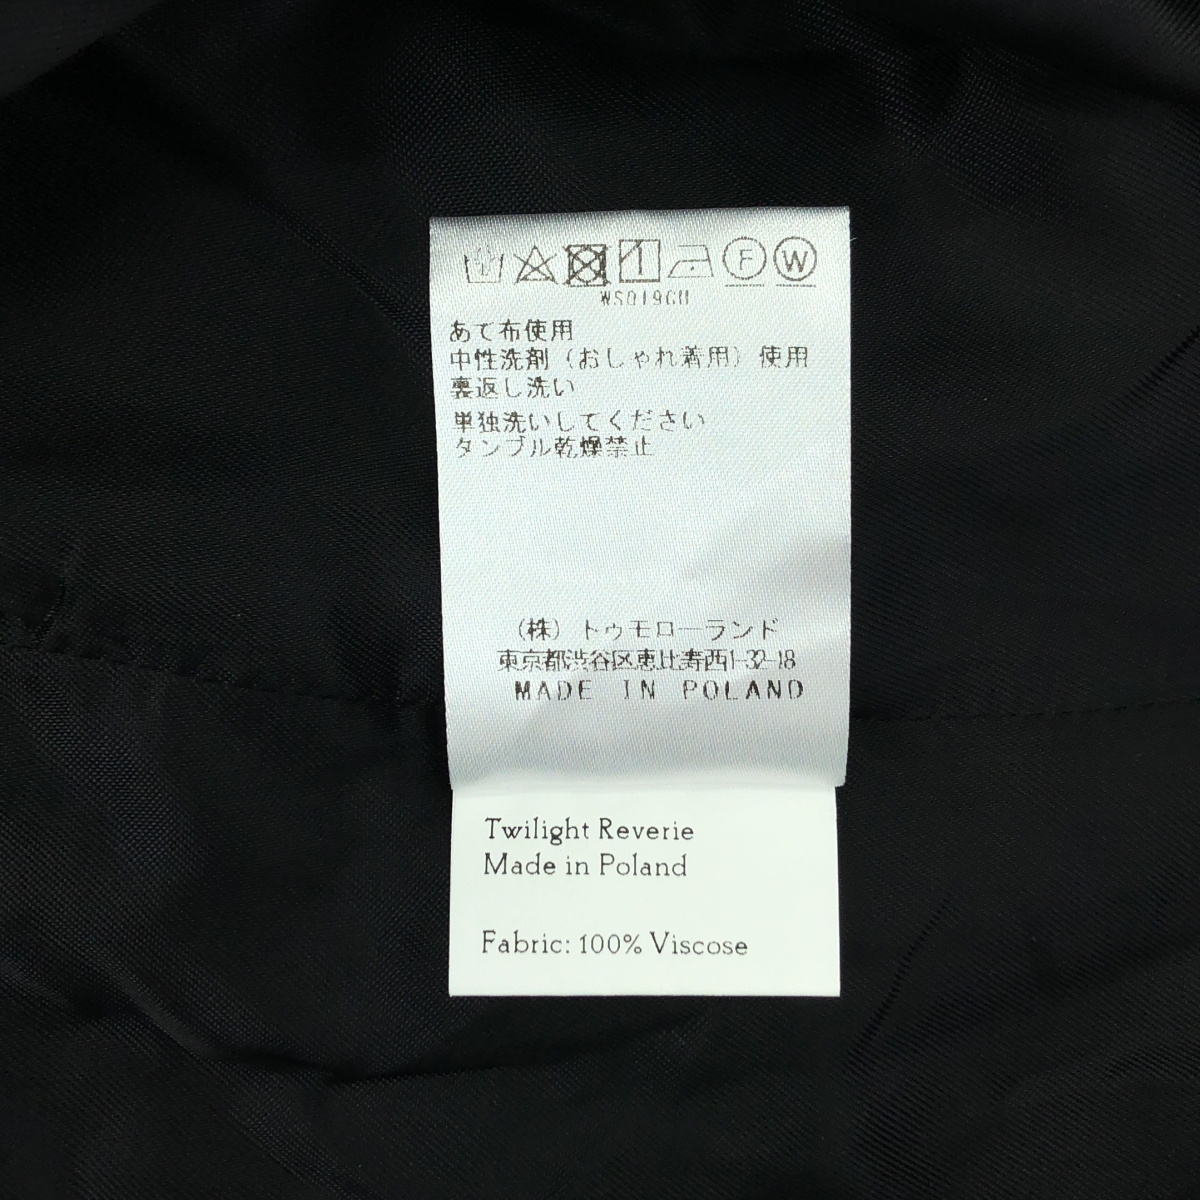 F W
WS019GH
あて布使用
中性洗剤（おしゃれ着用）使用
裏返し洗い
単独洗いしてください
タンブル乾燥禁止
（株）トゥモローランド
東京都渋谷区恵比寿西1-32-18
MADE IN POLAND
Twilight Reverie
Made in Poland
Fabric: 100% Viscose